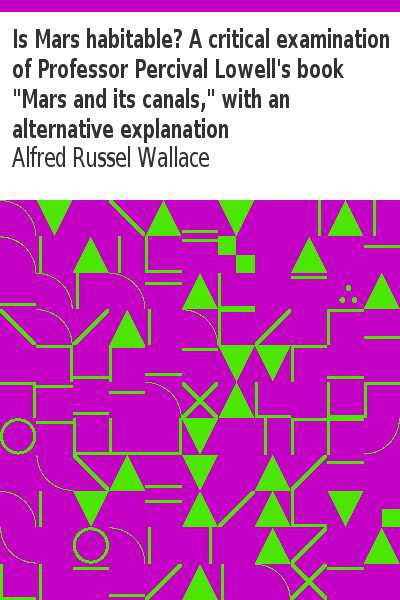 Is Mars habitable? A critical examination
of Professor Percival Lowell's book
"Mars and its canals," with an
alternative explanation
Alfred Russel Wallace